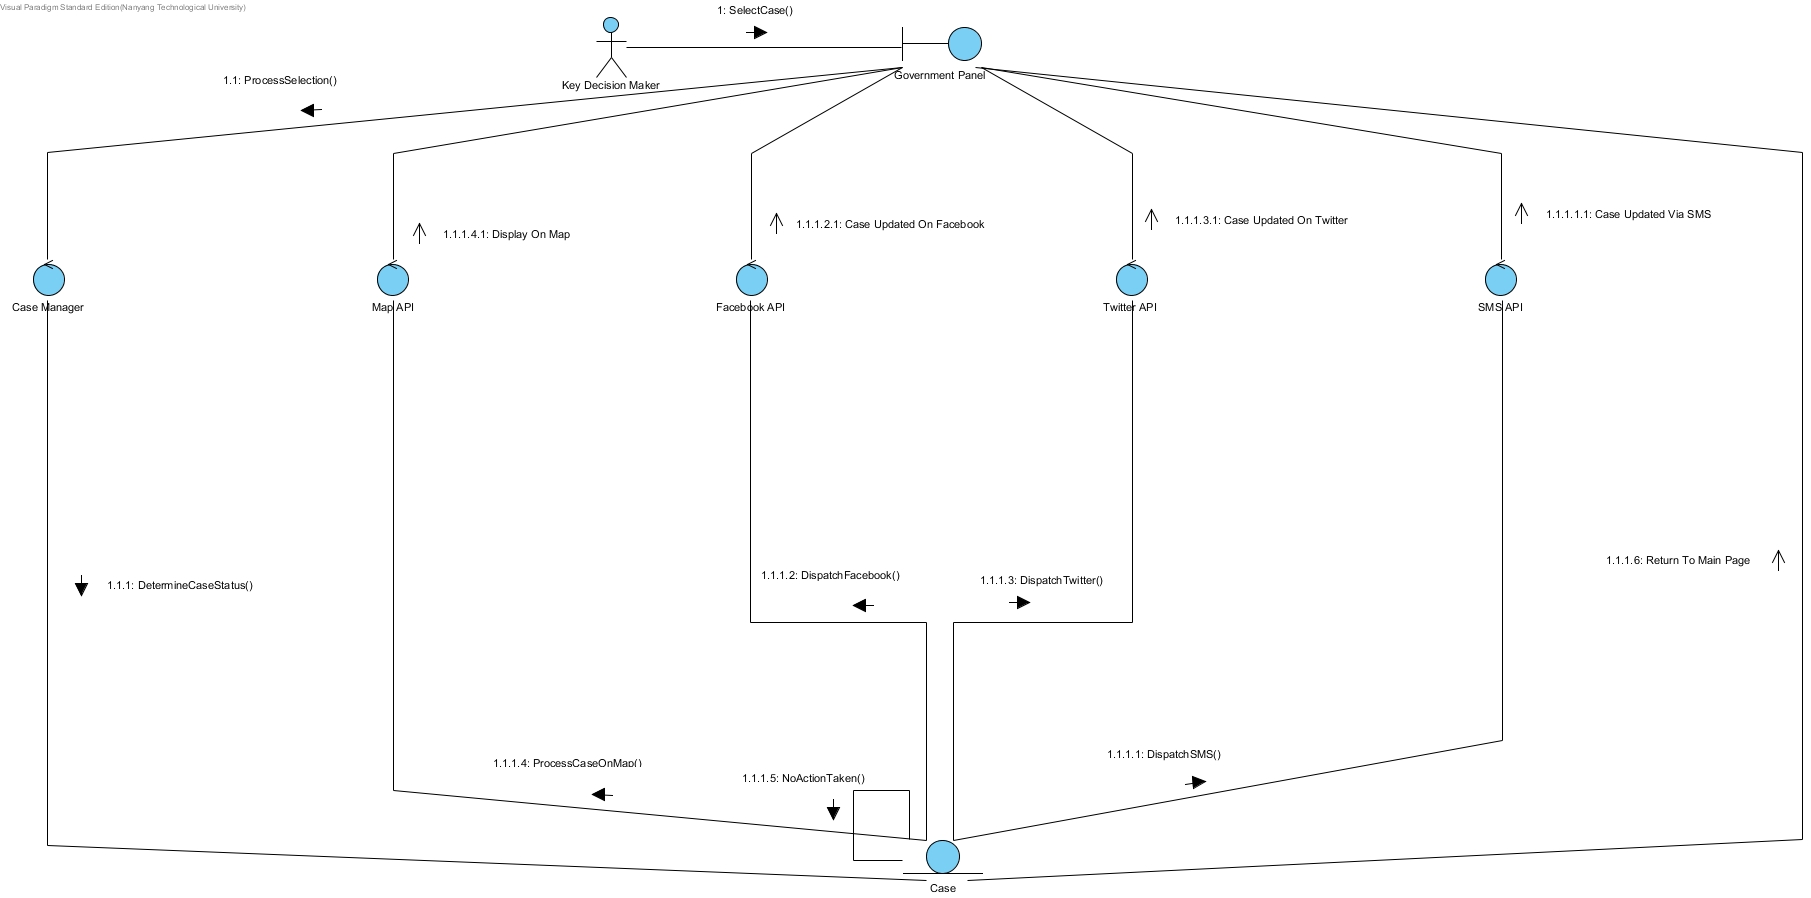 Visual Paradigm Standard Edition(Nanyang Technological University)
1: SelectCase()
Key Decision Maker
Government Panel
1.1: ProcessSelection()
1.1.1.4.1: Display On Map
1.1.1.2.1: Case Updated On Facebook
1.1.1.3.1: Case Updated On Twitter
1.1.1.1.1: Case Updated Via SMS
Case Manager
Map API
Facebook API
Twitter API
SMS API
1.1.1: DetermineCaseStatus()
1.1.1.2: DispatchFacebook()
1.1.1.3: DispatchTwitter()
1.1.1.6: Return To Main Page
1.1.1.4: ProcessCaseOnMap()
1.1.1.5: NoActionTaken()
1.1.1.1: DispatchSMS()
Case